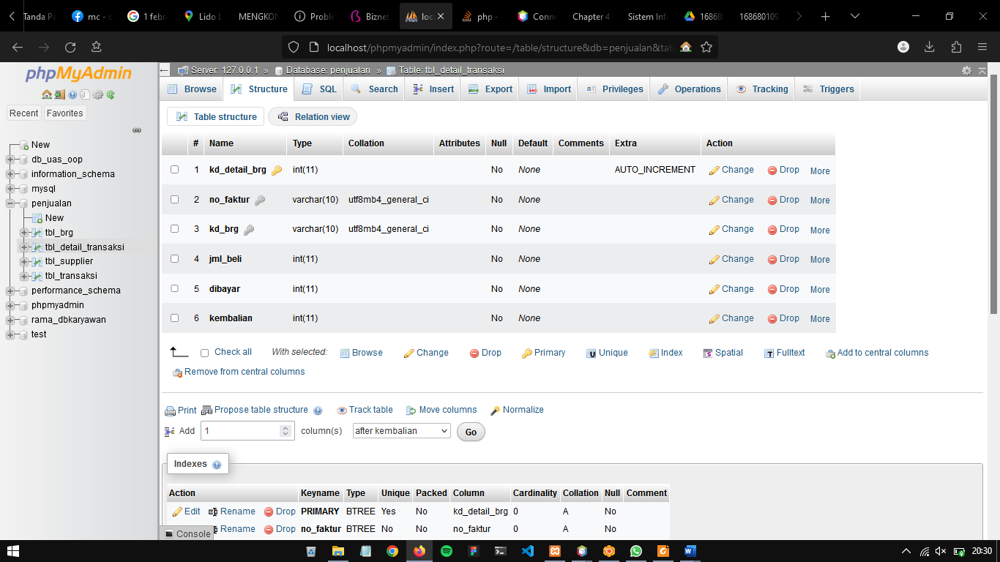 Tanda Pa
mc - s
1 febr
Lido L
MENGKON
Proble
Biznet
loc
php -
Conne
Chapter 4
Sistem Inf
16868
168680109
localhost/phpmyadmin/index.php?route=/table/structure&db=penjualan&tab
phpMyAdmin
Recent
Favorites
New
db_uas_oop
information_schema
mysql
penjualan
New
tbl_brg
tbl_detail_transaksi
tbl_supplier
tbl_transaksi
performance_schema
phpmyadmin
rama_dbkaryawan
test
Server: 127.0.0.1 » Database: penjualan » Table: tbl_detail_transaksi
Browse Structure SQL Search Insert Export Import Privileges Operations Tracking Triggers
Table structure Relation view
# Name Type Collation Attributes Null Default Comments Extra Action
1 kd_detail_brg int(11) No None AUTO_INCREMENT Change Drop More
2 no_faktur varchar(10) utf8mb4_general_ci No None Change Drop More
3 kd_brg varchar(10) utf8mb4_general_ci No None Change Drop More
4 jml_beli int(11) No None Change Drop More
5 dibayar int(11) No None Change Drop More
6 kembalian int(11) No None Change Drop More
Check all With selected: Browse Change Drop Primary Unique Index Spatial Fulltext Add to central columns
Remove from central columns
Print Propose table structure Track table Move columns Normalize
Add 1 column(s) after kembalian Go
Indexes
Action Keyname Type Unique Packed Column Cardinality Collation Null Comment
Edit Rename Drop PRIMARY BTREE Yes No kd_detail_brg 0 A No
Rename Drop no_faktur BTREE No No no_faktur 0 A No
Console
20:30